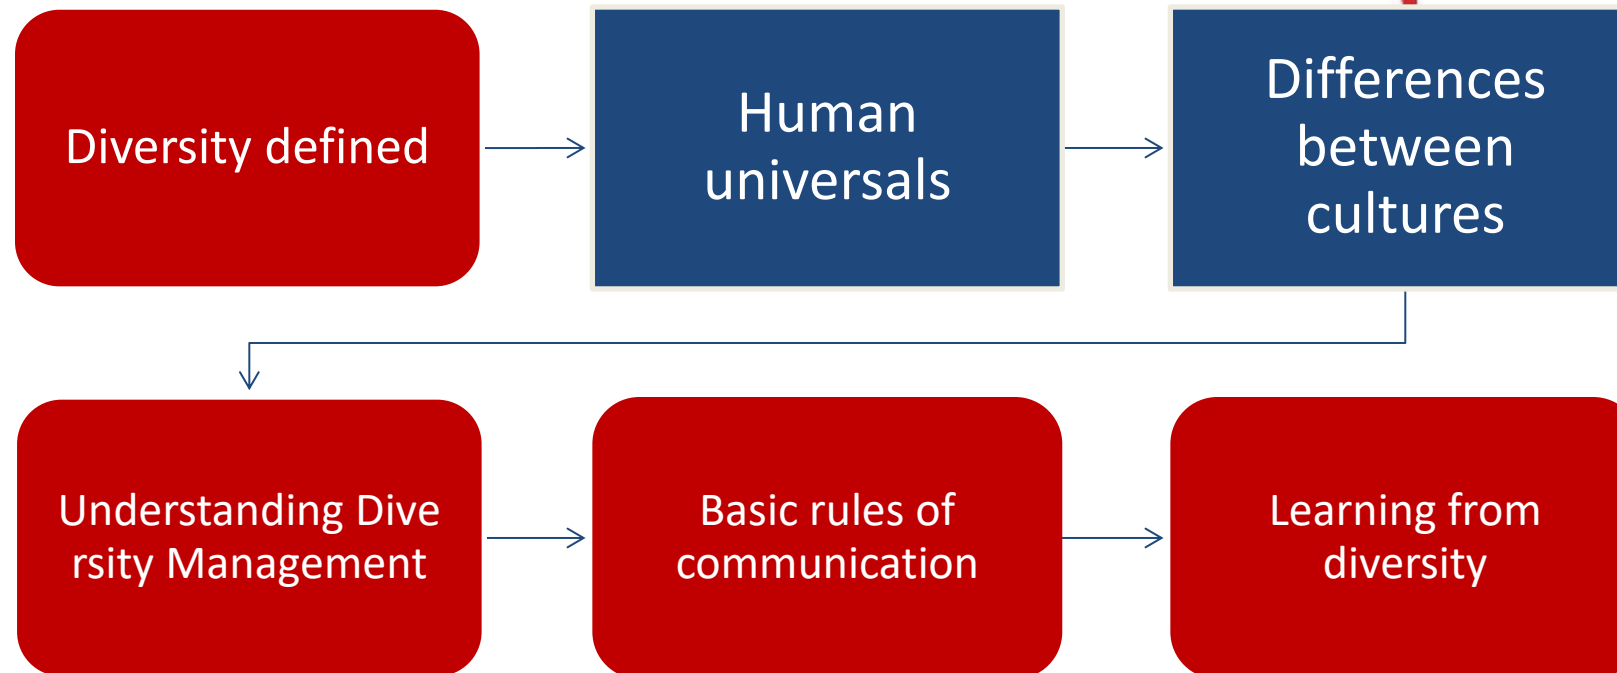 Diversity defined
Human
universals
Differences
between
cultures
Understanding Dive
rsity Management
Basic rules of
communication
Learning from
diversity